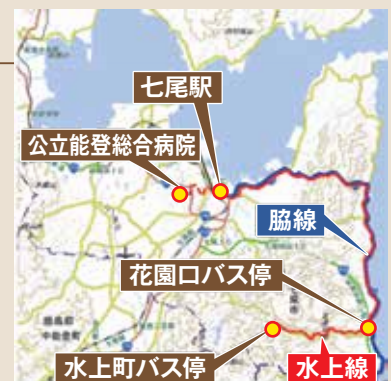 七尾駅
公立能登総合病院
脇線
花園口バス停
水上町バス停
水上線